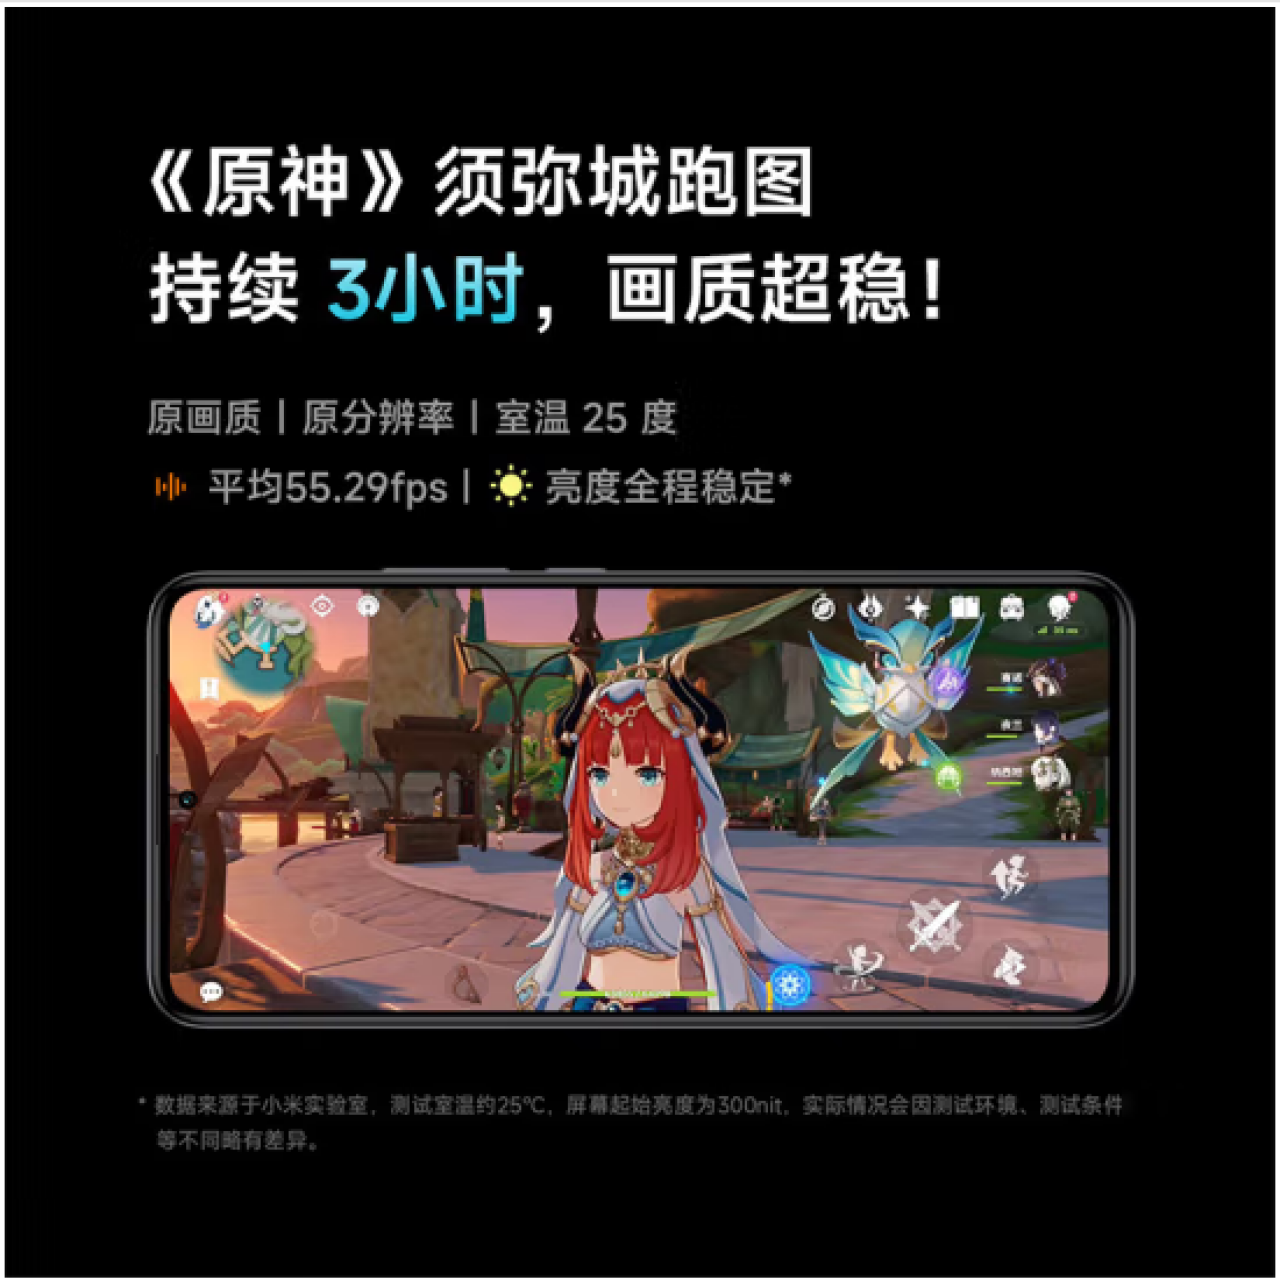 《原神》须弥城跑图
持续 3小时，画质超稳！
原画质 | 原分辨率 | 室温 25 度
平均55.29fps | 亮度全程稳定*
* 数据来源于小米实验室，测试室温约25℃，屏幕起始亮度为300nit，实际情况会因测试环境、测试条件
等不同略有差异。